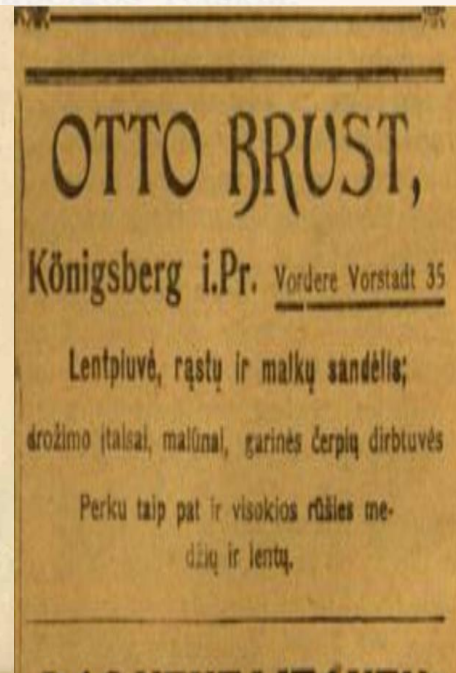 OTTO BRUST,
Königsberg i.Pr. Vordere Vorstadt 35
Lentpiuvė, rąstų ir malkų sandėlis;
drožimo įtaisai, malūnai, garinės čerpių dirbtuvės
Perku taip pat ir visokios rūšies me-
džių ir lentų.